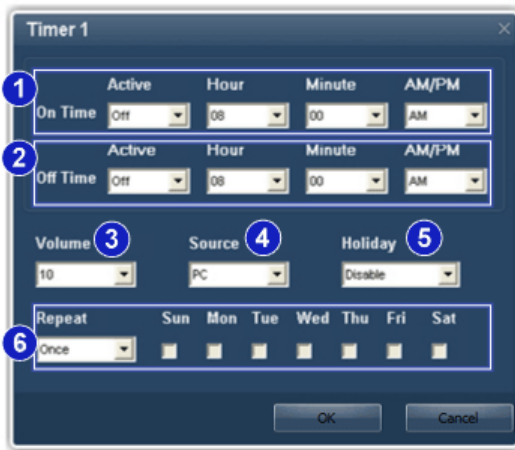 Timer 1
1
Active Hour Minute AM/PM
On Time Off 08 00 AM
2
Active Hour Minute AM/PM
Off Time Off 08 00 AM
Volume 3 Source 4 Holiday 5
10 PC Disable
Repeat Sun Mon Tue Wed Thu Fri Sat
6 Once
OK Cancel